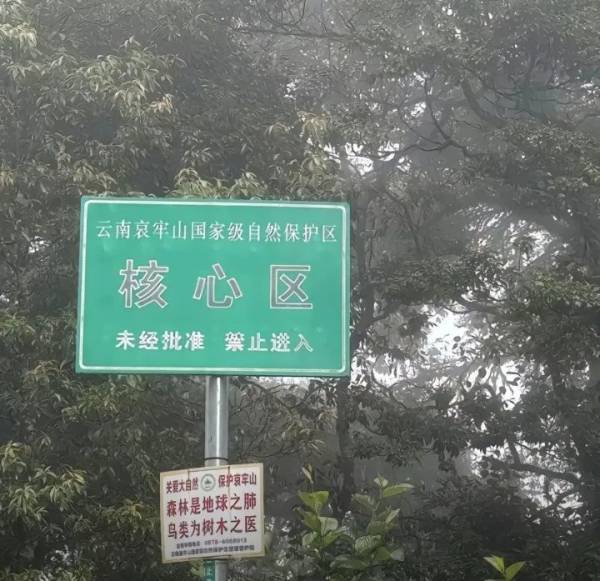 云南哀牢山国家级自然保护区
核心区
未经批准 禁止进入
关爱大自然 保护哀牢山
森林是地球之肺
鸟类为树木之医